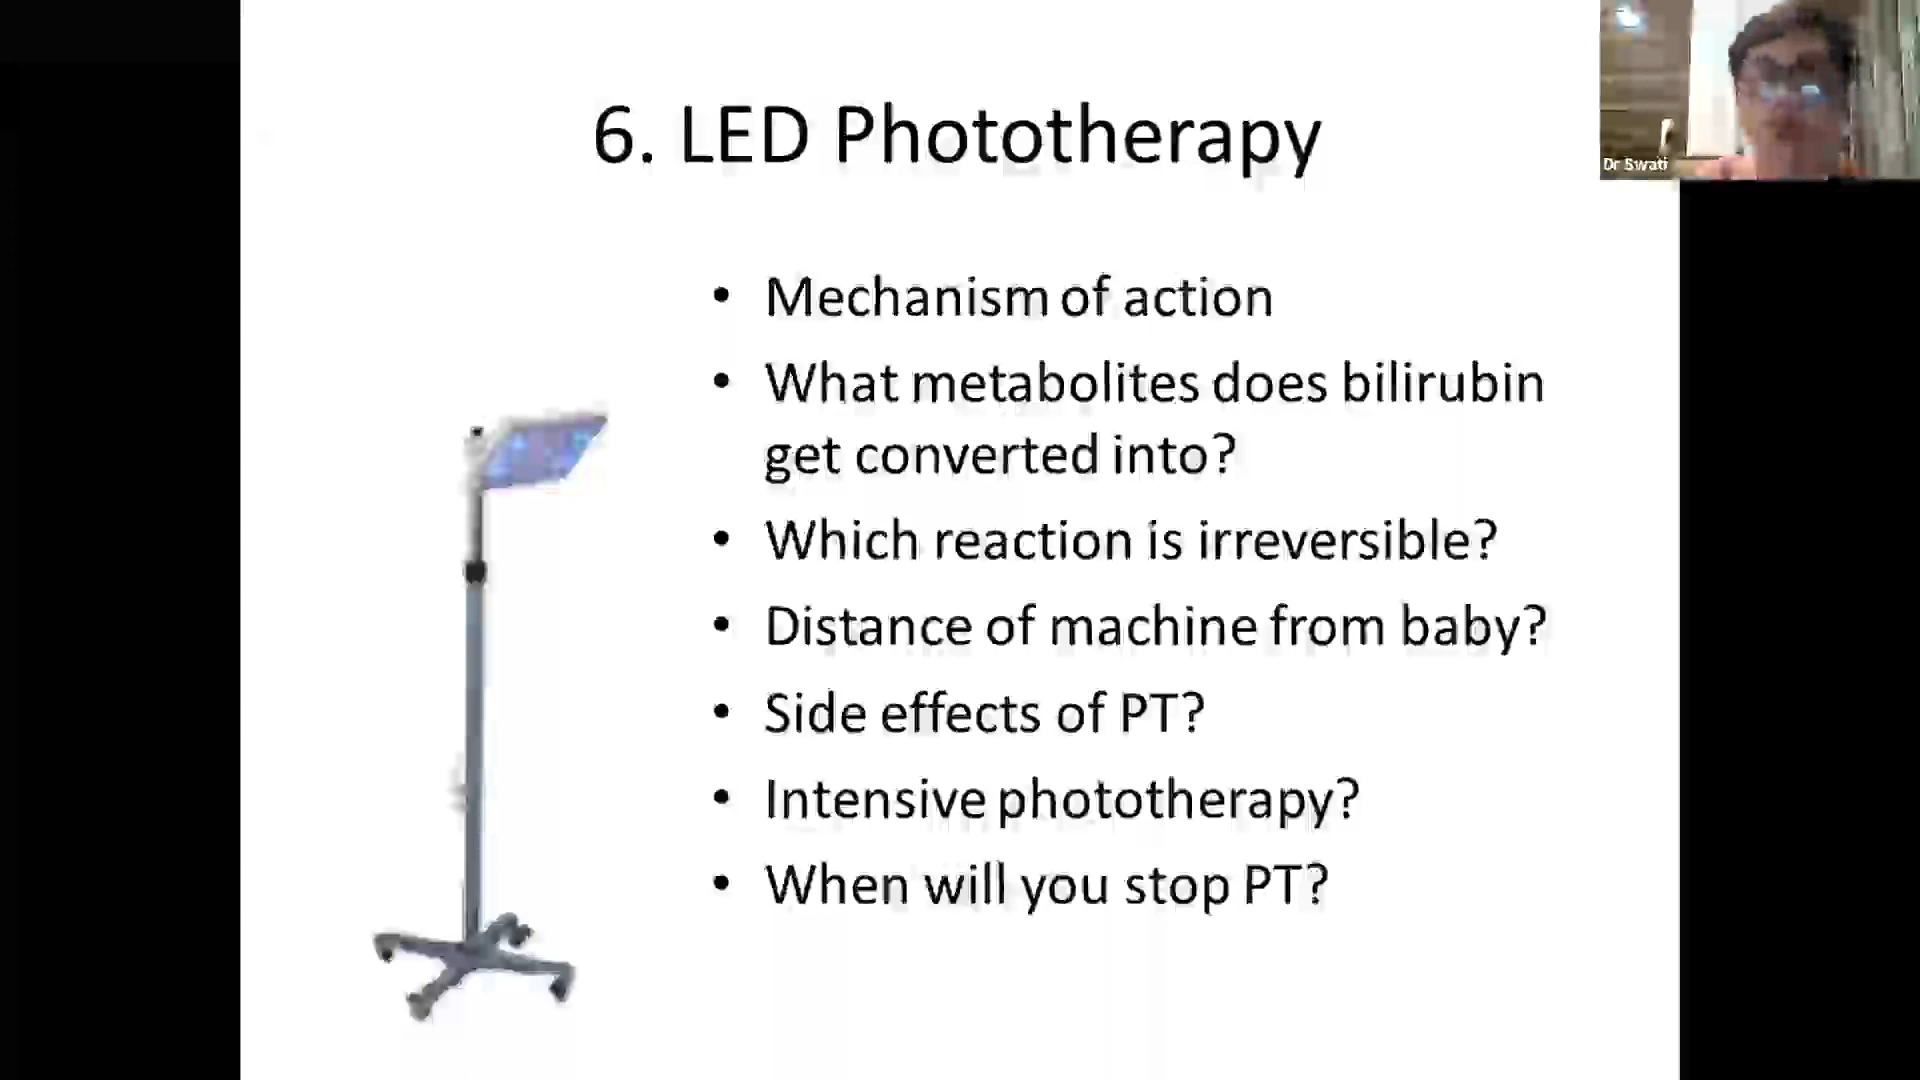 6. LED Phototherapy
Dr Swati
• Mechanism of action
• What metabolites does bilirubin
get converted into?
• Which reaction is irreversible?
• Distance of machine from baby?
• Side effects of PT?
• Intensive phototherapy?
• When will you stop PT?